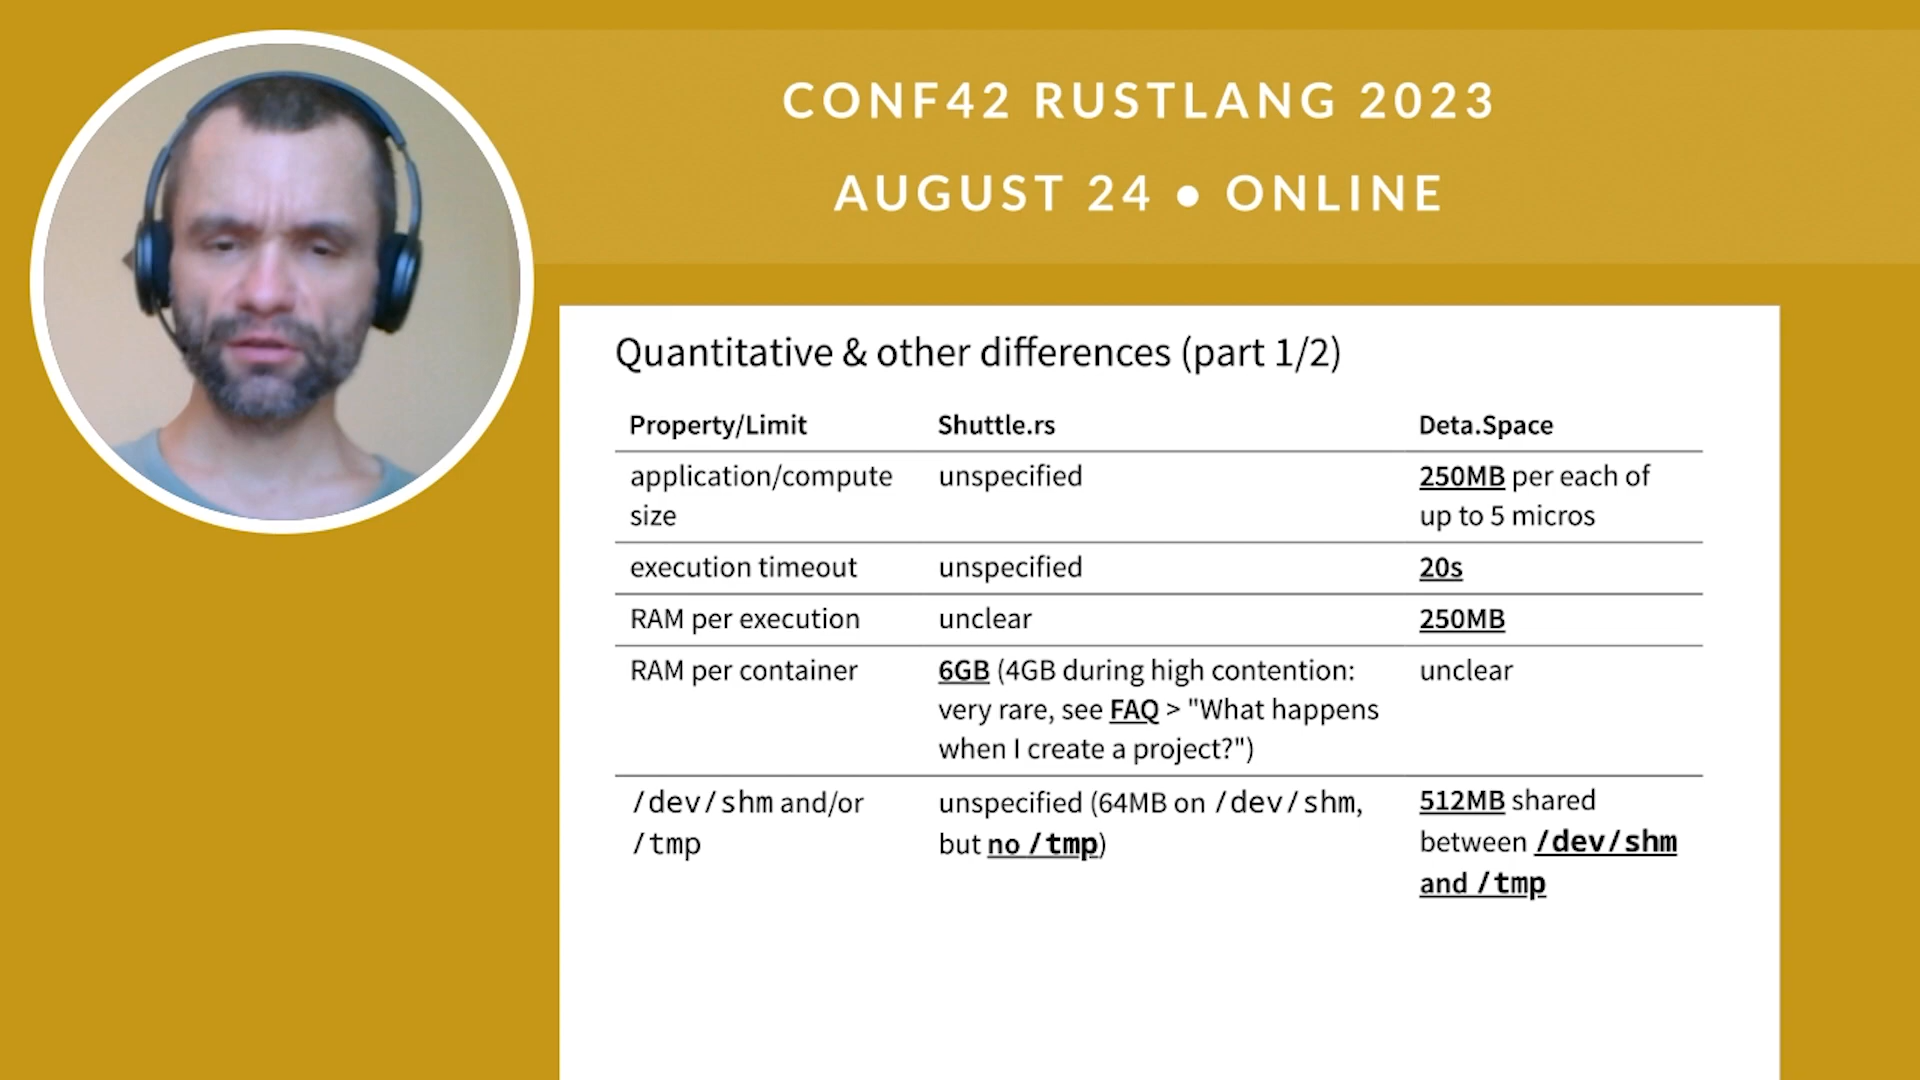 CONF42 RUSTLANG 2023
AUGUST 24 • ONLINE
Quantitative & other differences (part 1/2)
Property/Limit Shuttle.rs Deta.Space
application/compute size unspecified 250MB per each of up to 5 micros
execution timeout unspecified 20s
RAM per execution unclear 250MB
RAM per container 6GB (4GB during high contention: very rare, see FAQ > "What happens when I create a project?") unclear
/dev/shm and/or /tmp unspecified (64MB on /dev/shm, but no /tmp) 512MB shared between /dev/shm and /tmp